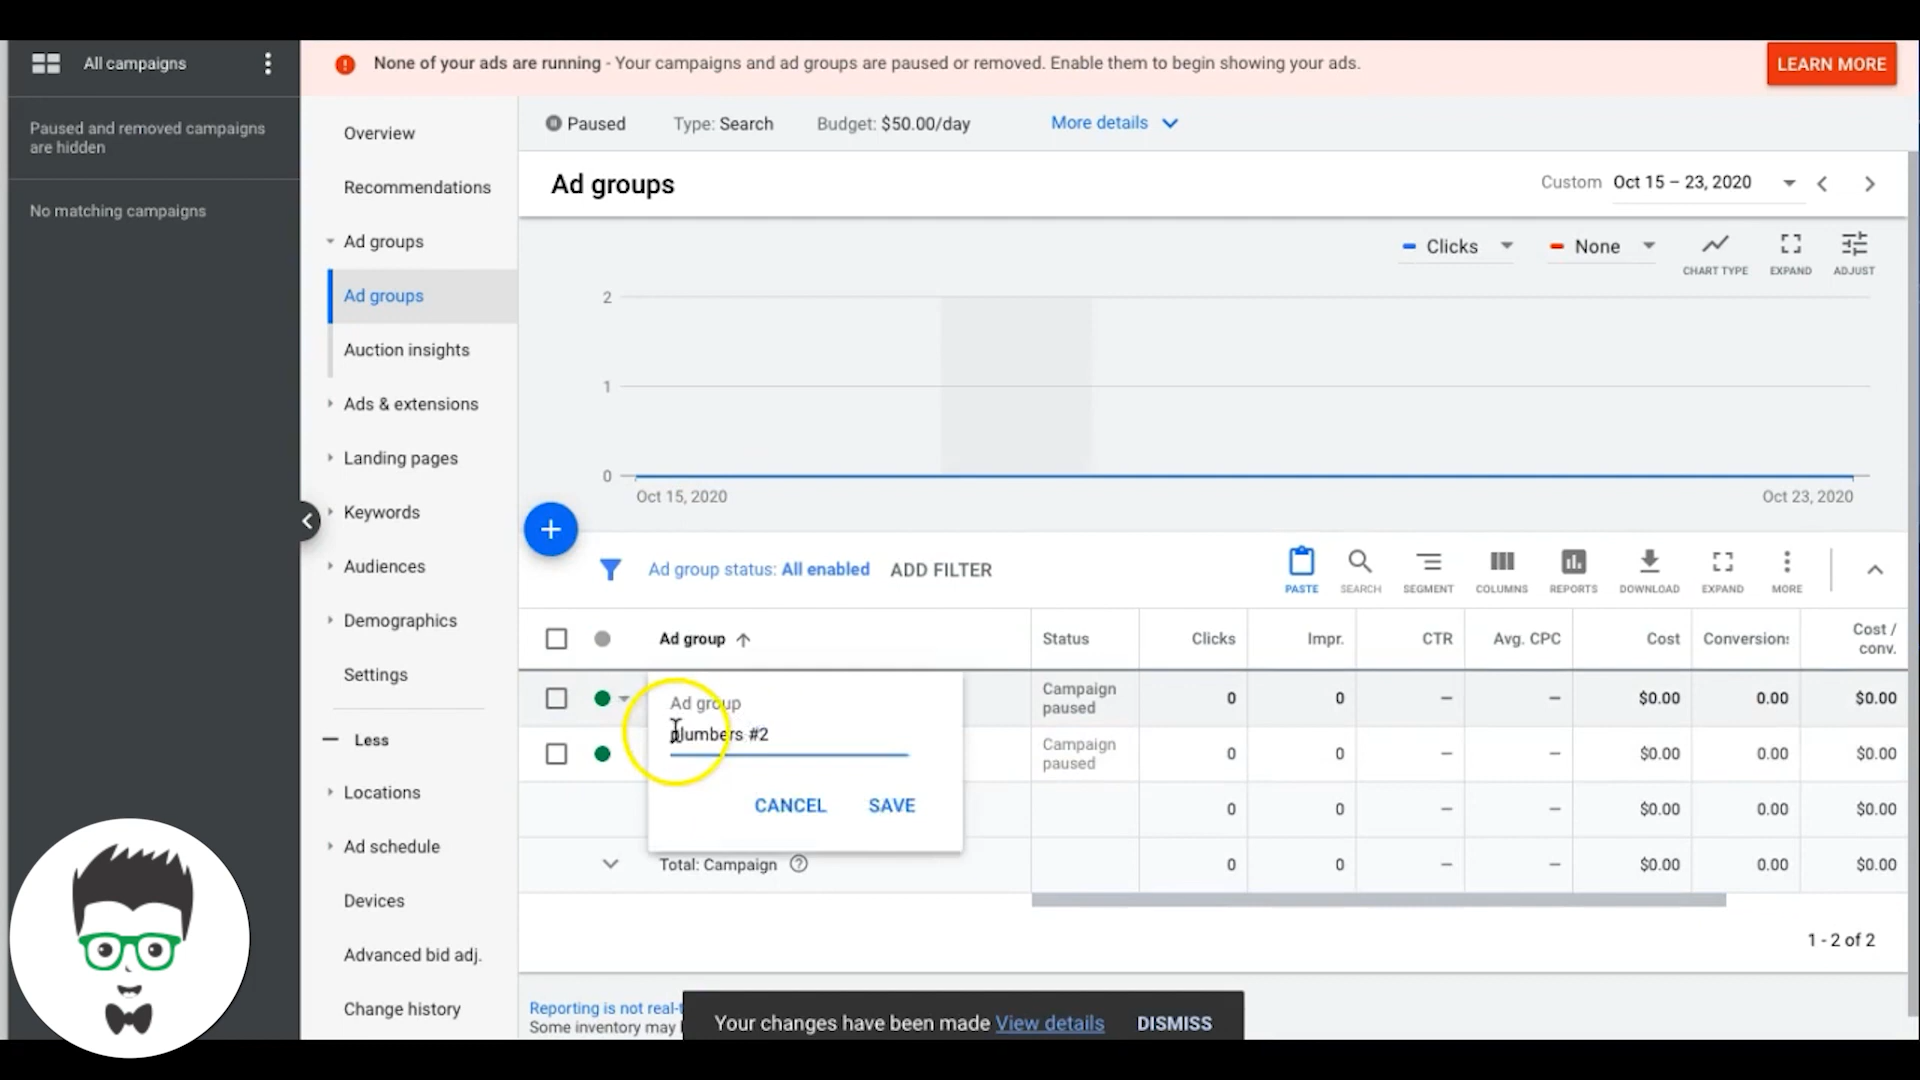 All campaigns
Paused and removed campaigns
are hidden
No matching campaigns
None of your ads are running - Your campaigns and ad groups are paused or removed. Enable them to begin showing your ads.
LEARN MORE
Overview
Recommendations
Ad groups
Ad groups
Auction insights
Ads & extensions
Landing pages
Keywords
Audiences
Demographics
Settings
Less
Locations
Ad schedule
Devices
Advanced bid adj.
Change history
Paused
Type: Search
Budget: $50.00/day
More details
Ad groups
Custom Oct 15 – 23, 2020
Clicks
None
CHART TYPE
EXPAND
ADJUST
2
1
0
Oct 15, 2020
Oct 23, 2020
Ad group status: All enabled
ADD FILTER
PASTE
SEARCH
SEGMENT
COLUMNS
REPORTS
DOWNLOAD
EXPAND
MORE
Ad group Status Clicks Impr. CTR Avg. CPC Cost Conversions Cost /
conv.
Ad group
plumbers #2
CANCEL SAVE
Campaign
paused
0 0 – – $0.00 0.00 $0.00
Campaign
paused
0 0 – – $0.00 0.00 $0.00
0 0 – – $0.00 0.00 $0.00
Total: Campaign 0 0 – – $0.00 0.00 $0.00
1 - 2 of 2
Reporting is not real-t
Some inventory may
Your changes have been made View details DISMISS